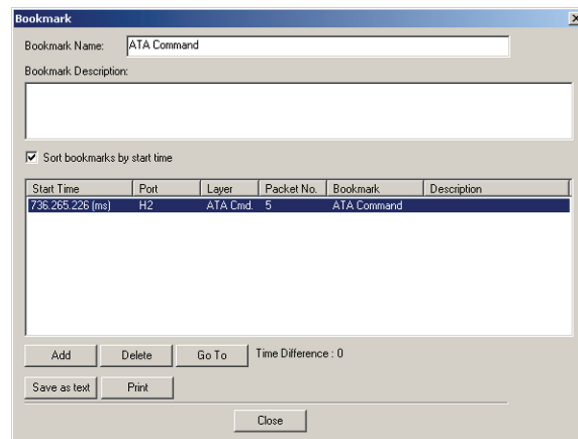 Bookmark
Bookmark Name: ATA Command
Bookmark Description:
Sort bookmarks by start time
Start Time Port Layer Packet No. Bookmark Description
736.265.226 (ms) H2 ATA Cmd. 5 ATA Command
Add Delete Go To Time Difference : 0
Save as text Print
Close